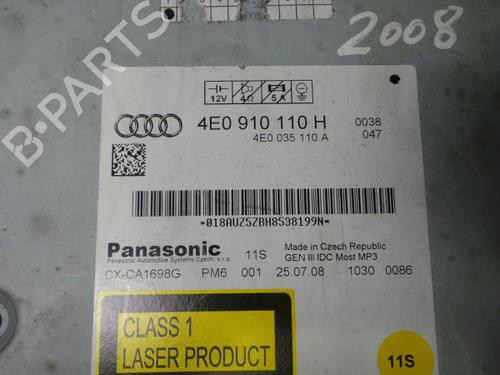 2008
12V 4Ω 5A
4E0 910 110 H 0038
4E0 035 110 A 047
-018AUZ5ZBH8538199N-
Panasonic 11S Made in Czech Republic
Panasonic Automotive Systems Czech, s.r.o. GEN III IDC Most MP3
CX-CA1698G PM6 001 25.07.08 1030 0086
CLASS 1
LASER PRODUCT
11S
B-PARTS